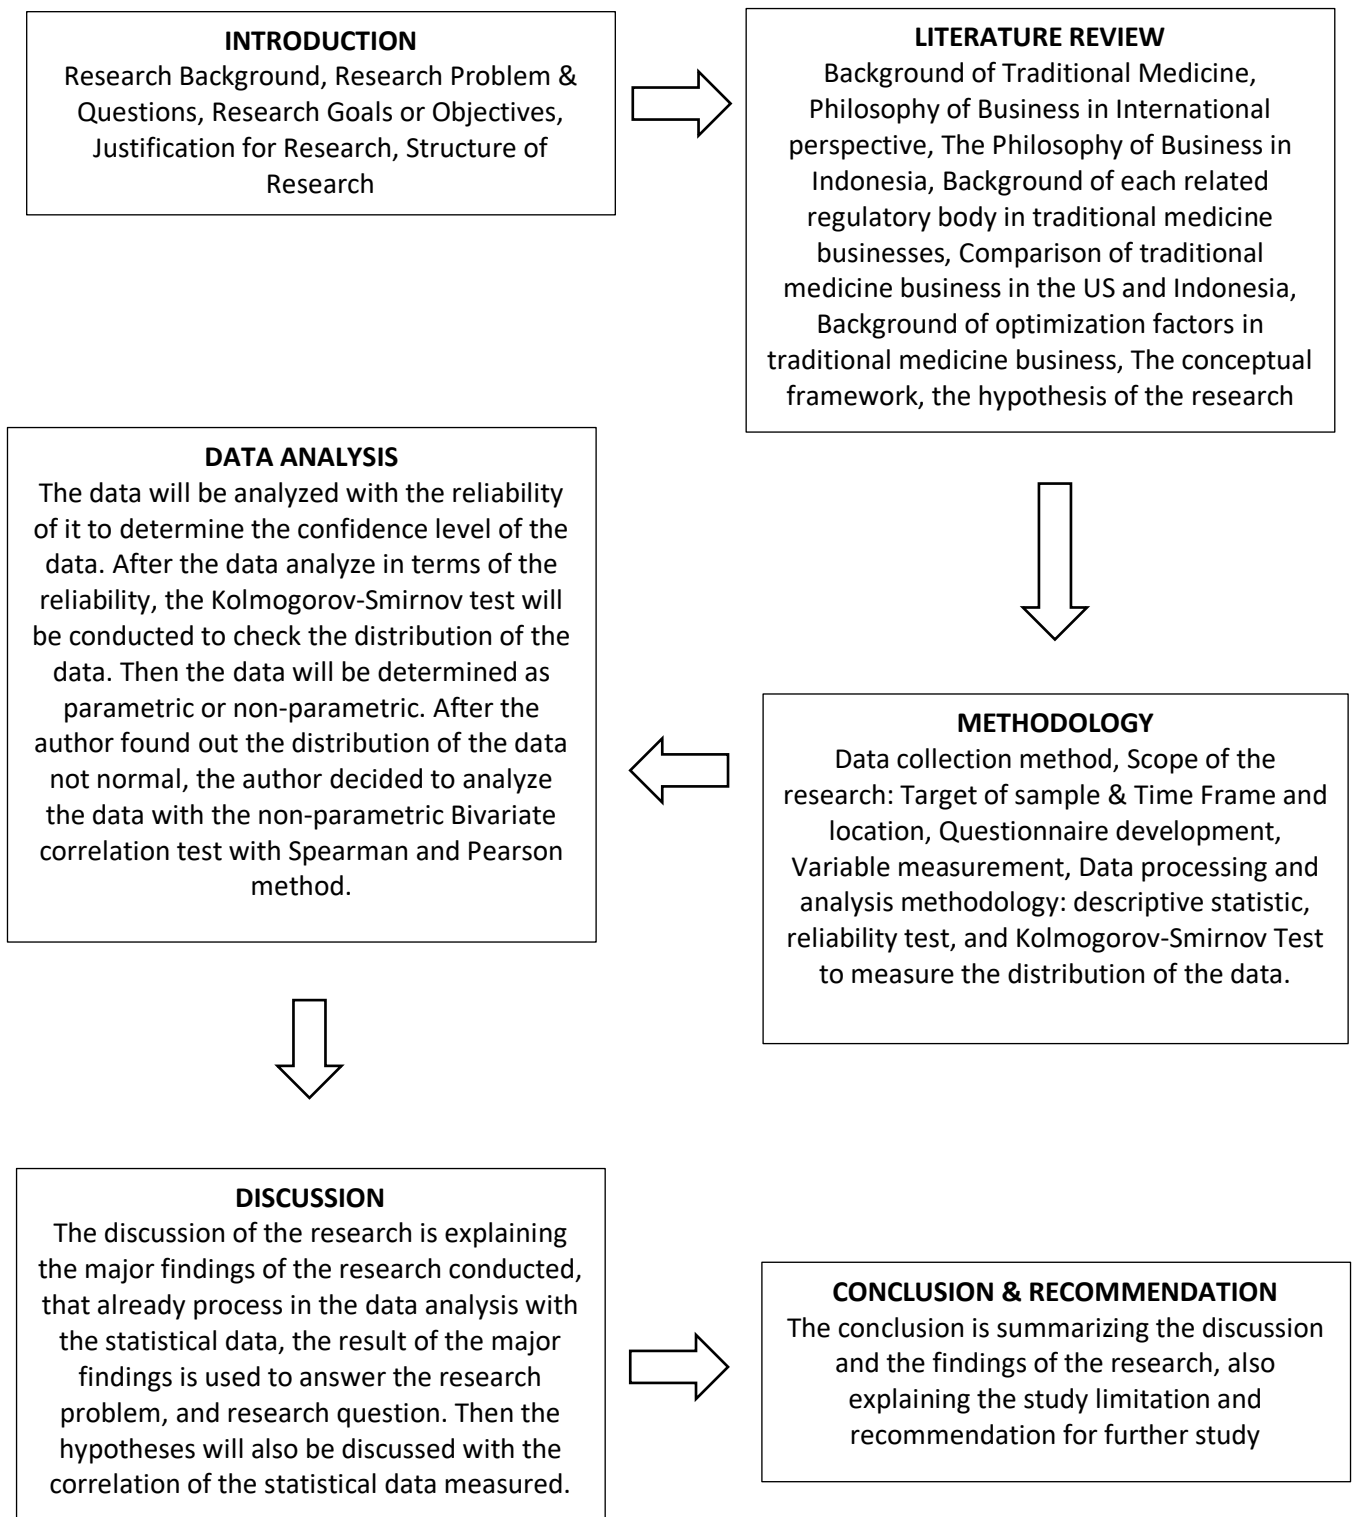 INTRODUCTION
Research Background, Research Problem &
Questions, Research Goals or Objectives,
Justification for Research, Structure of
Research
LITERATURE REVIEW
Background of Traditional Medicine,
Philosophy of Business in International
perspective, The Philosophy of Business in
Indonesia, Background of each related
regulatory body in traditional medicine
businesses, Comparison of traditional
medicine business in the US and Indonesia,
Background of optimization factors in
traditional medicine business, The conceptual
framework, the hypothesis of the research
METHODOLOGY
Data collection method, Scope of the
research: Target of sample & Time Frame and
location, Questionnaire development,
Variable measurement, Data processing and
analysis methodology: descriptive statistic,
reliability test, and Kolmogorov-Smirnov Test
to measure the distribution of the data.
DATA ANALYSIS
The data will be analyzed with the reliability
of it to determine the confidence level of the
data. After the data analyze in terms of the
reliability, the Kolmogorov-Smirnov test will
be conducted to check the distribution of the
data. Then the data will be determined as
parametric or non-parametric. After the
author found out the distribution of the data
not normal, the author decided to analyze
the data with the non-parametric Bivariate
correlation test with Spearman and Pearson
method.
DISCUSSION
The discussion of the research is explaining
the major findings of the research conducted,
that already process in the data analysis with
the statistical data, the result of the major
findings is used to answer the research
problem, and research question. Then the
hypotheses will also be discussed with the
correlation of the statistical data measured.
CONCLUSION & RECOMMENDATION
The conclusion is summarizing the discussion
and the findings of the research, also
explaining the study limitation and
recommendation for further study